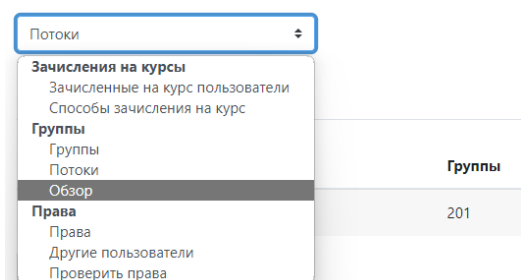 Потоки
Зачисления на курсы
Зачисленные на курс пользователи
Способы зачисления на курс
Группы
Группы
Потоки
Обзор
Права
Права
Другие пользователи
Проверить права
Группы
201